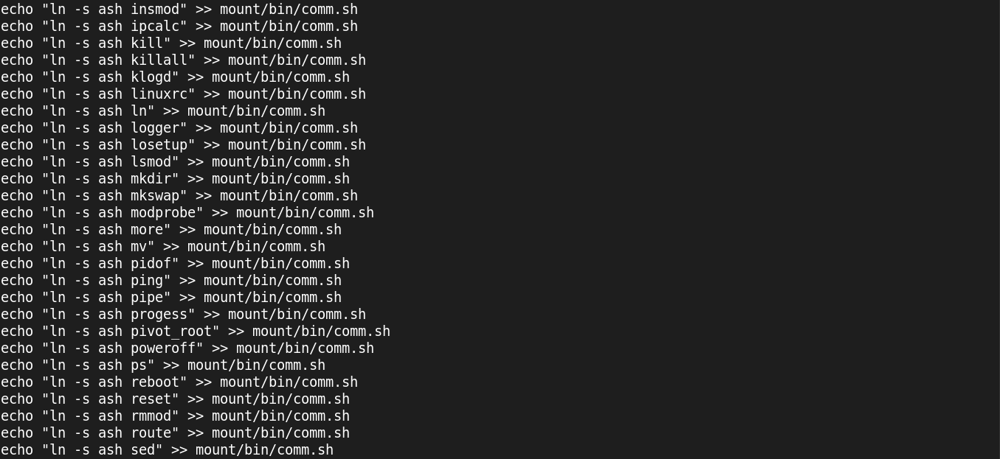 echo "ln -s ash insmod" >> mount/bin/comm.sh
echo "ln -s ash ipcalc" >> mount/bin/comm.sh
echo "ln -s ash kill" >> mount/bin/comm.sh
echo "ln -s ash killall" >> mount/bin/comm.sh
echo "ln -s ash klogd" >> mount/bin/comm.sh
echo "ln -s ash linuxrc" >> mount/bin/comm.sh
echo "ln -s ash ln" >> mount/bin/comm.sh
echo "ln -s ash logger" >> mount/bin/comm.sh
echo "ln -s ash losetup" >> mount/bin/comm.sh
echo "ln -s ash lsmod" >> mount/bin/comm.sh
echo "ln -s ash mkdir" >> mount/bin/comm.sh
echo "ln -s ash mkswap" >> mount/bin/comm.sh
echo "ln -s ash modprobe" >> mount/bin/comm.sh
echo "ln -s ash more" >> mount/bin/comm.sh
echo "ln -s ash mv" >> mount/bin/comm.sh
echo "ln -s ash pidof" >> mount/bin/comm.sh
echo "ln -s ash ping" >> mount/bin/comm.sh
echo "ln -s ash pipe" >> mount/bin/comm.sh
echo "ln -s ash progess" >> mount/bin/comm.sh
echo "ln -s ash pivot_root" >> mount/bin/comm.sh
echo "ln -s ash poweroff" >> mount/bin/comm.sh
echo "ln -s ash ps" >> mount/bin/comm.sh
echo "ln -s ash reboot" >> mount/bin/comm.sh
echo "ln -s ash reset" >> mount/bin/comm.sh
echo "ln -s ash rmmod" >> mount/bin/comm.sh
echo "ln -s ash route" >> mount/bin/comm.sh
echo "ln -s ash sed" >> mount/bin/comm.sh